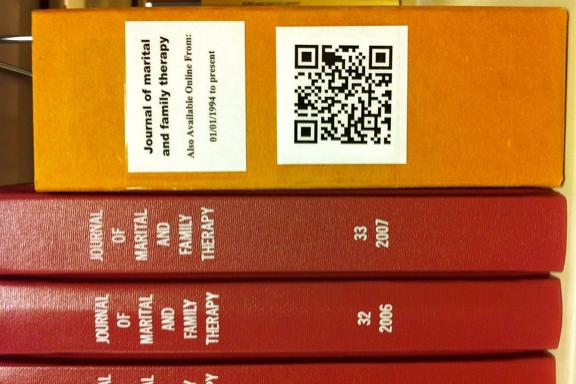 Journal of marital
and family therapy
Also Available Online From:
01/01/1994 to present
JOURNAL
OF
MARITAL
AND
FAMILY
THERAPY
33
2007
JOURNAL
OF
MARITAL
AND
FAMILY
THERAPY
32
2006